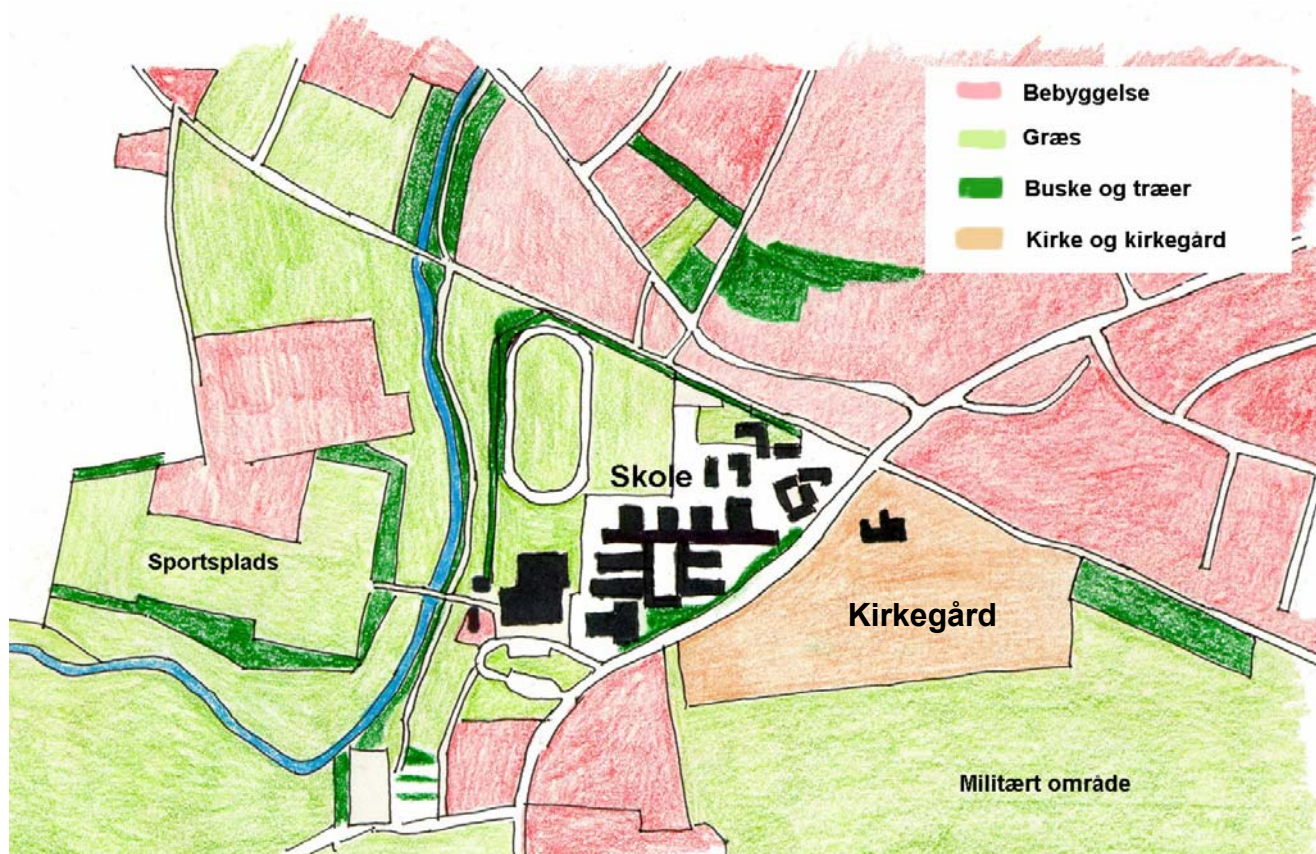 Bebyggelse
Græs
Buske og træer
Kirke og kirkegård
Skole
Sportsplads
Kirkegård
Militært område